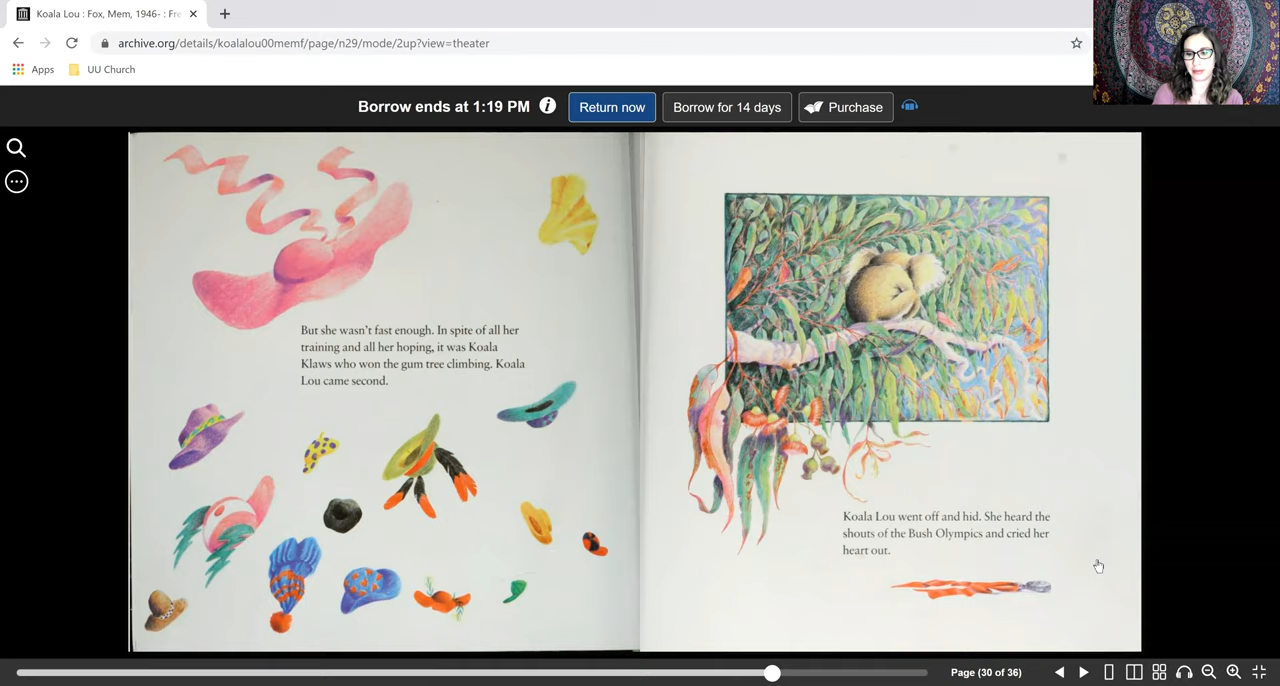 Koala Lou : Fox, Mem, 1946- : Fre
archive.org/details/koalalou00memf/page/n29/mode/2up?view=theater
Apps
UU Church
Borrow ends at 1:19 PM
Return now
Borrow for 14 days
Purchase
But she wasn't fast enough. In spite of all her
training and all her hoping, it was Koala
Klaws who won the gum tree climbing. Koala
Lou came second.
Koala Lou went off and hid. She heard the
shouts of the Bush Olympics and cried her
heart out.
Page (30 of 36)